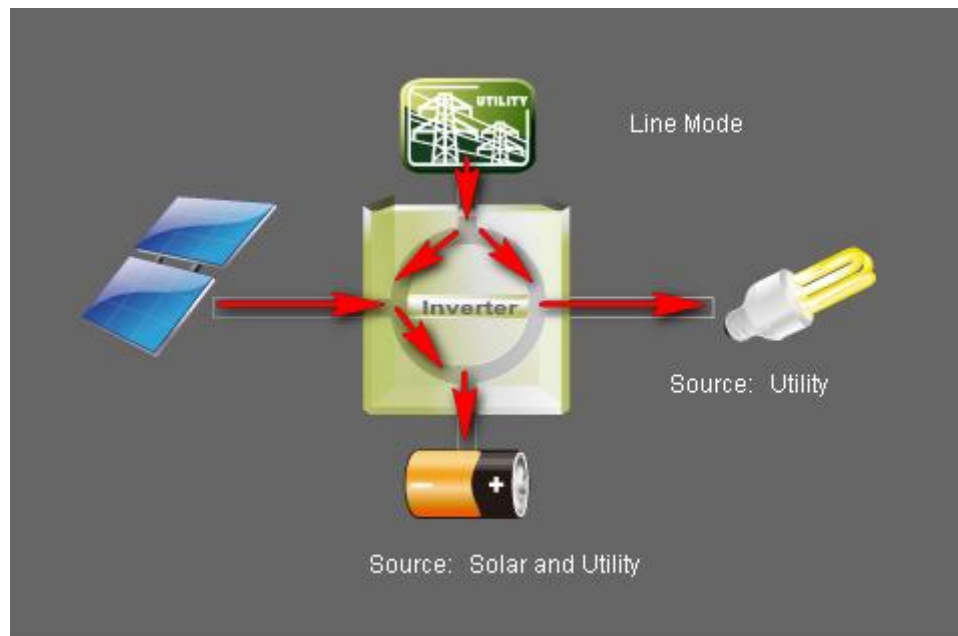 UTILITY
Line Mode
Inverter
Source: Utility
+
Source: Solar and Utility